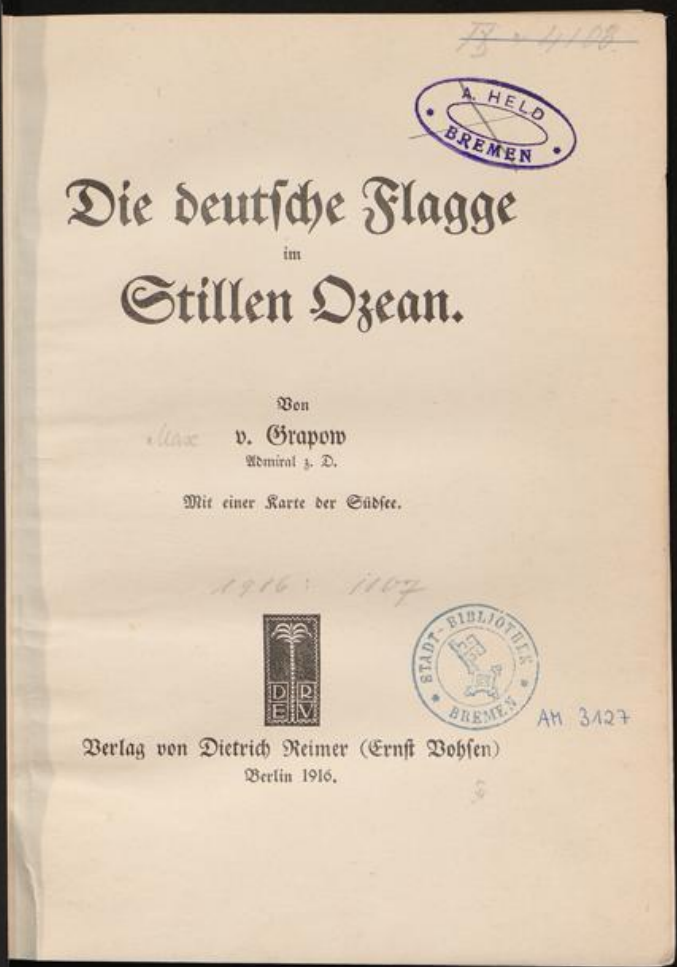 A. HELD
BREMEN
Die deutſche Flagge
im
Stillen Ozean.
Von
Max v. Grapow
Admiral z. D.
Mit einer Karte der Südſee.
1916: 1107
D R
E V
STADT-BIBLIOTHEK
BREMEN
AM 3127
Verlag von Dietrich Reimer (Ernſt Vohſen)
Berlin 1916.